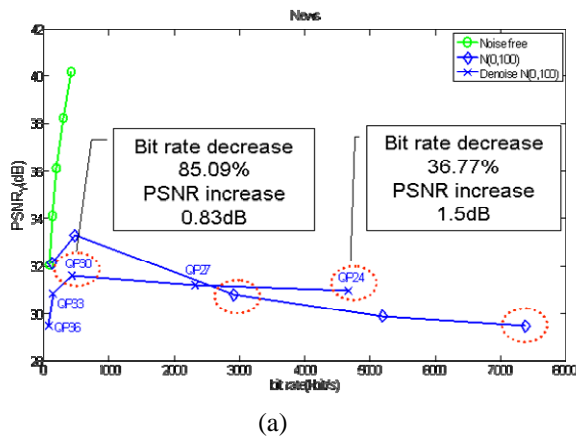 News
Noise free
N(0,100)
Denoise N(0,100)
Bit rate decrease
85.09%
PSNR increase
0.83dB
Bit rate decrease
36.77%
PSNR increase
1.5dB
QP30
QP27
QP24
QP33
QP36
42
40
38
36
34
32
30
28
PSNR_Y(dB)
0 1000 2000 3000 4000 5000 6000 7000 8000
bit rate(kbit/s)
(a)